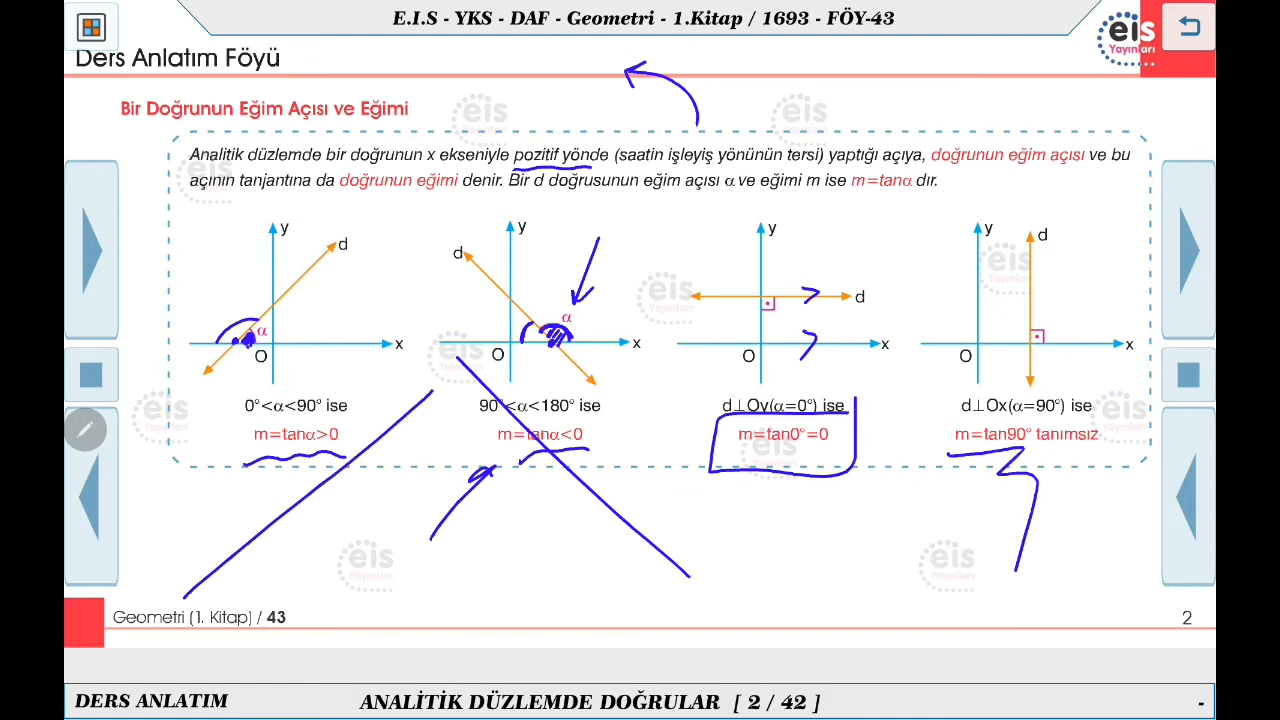 E.I.S - YKS - DAF - Geometri - 1.Kitap / 1693 - FÖY-43
eis
Yayınları
Ders Anlatım Föyü
Bir Doğrunun Eğim Açısı ve Eğimi
Analitik düzlemde bir doğrunun x ekseniyle pozitif yönde (saatin işleyiş yönünün tersi) yaptığı açıya, doğrunun eğim açısı ve bu
açının tanjantına da doğrunun eğimi denir. Bir d doğrusunun eğim açısı α ve eğimi m ise m=tanα dır.
y d α O x
y d α O x
y d O x
y d O x
0°<α<90° ise
90°<α<180° ise
d⊥Oy(α=0°) ise
d⊥Ox(α=90°) ise
m=tanα>0
m=tanα<0
m=tan0°=0
m=tan90° tanımsız
Geometri (1. Kitap) / 43
2
DERS ANLATIM
ANALİTİK DÜZLEMDE DOĞRULAR [ 2 / 42 ]
-